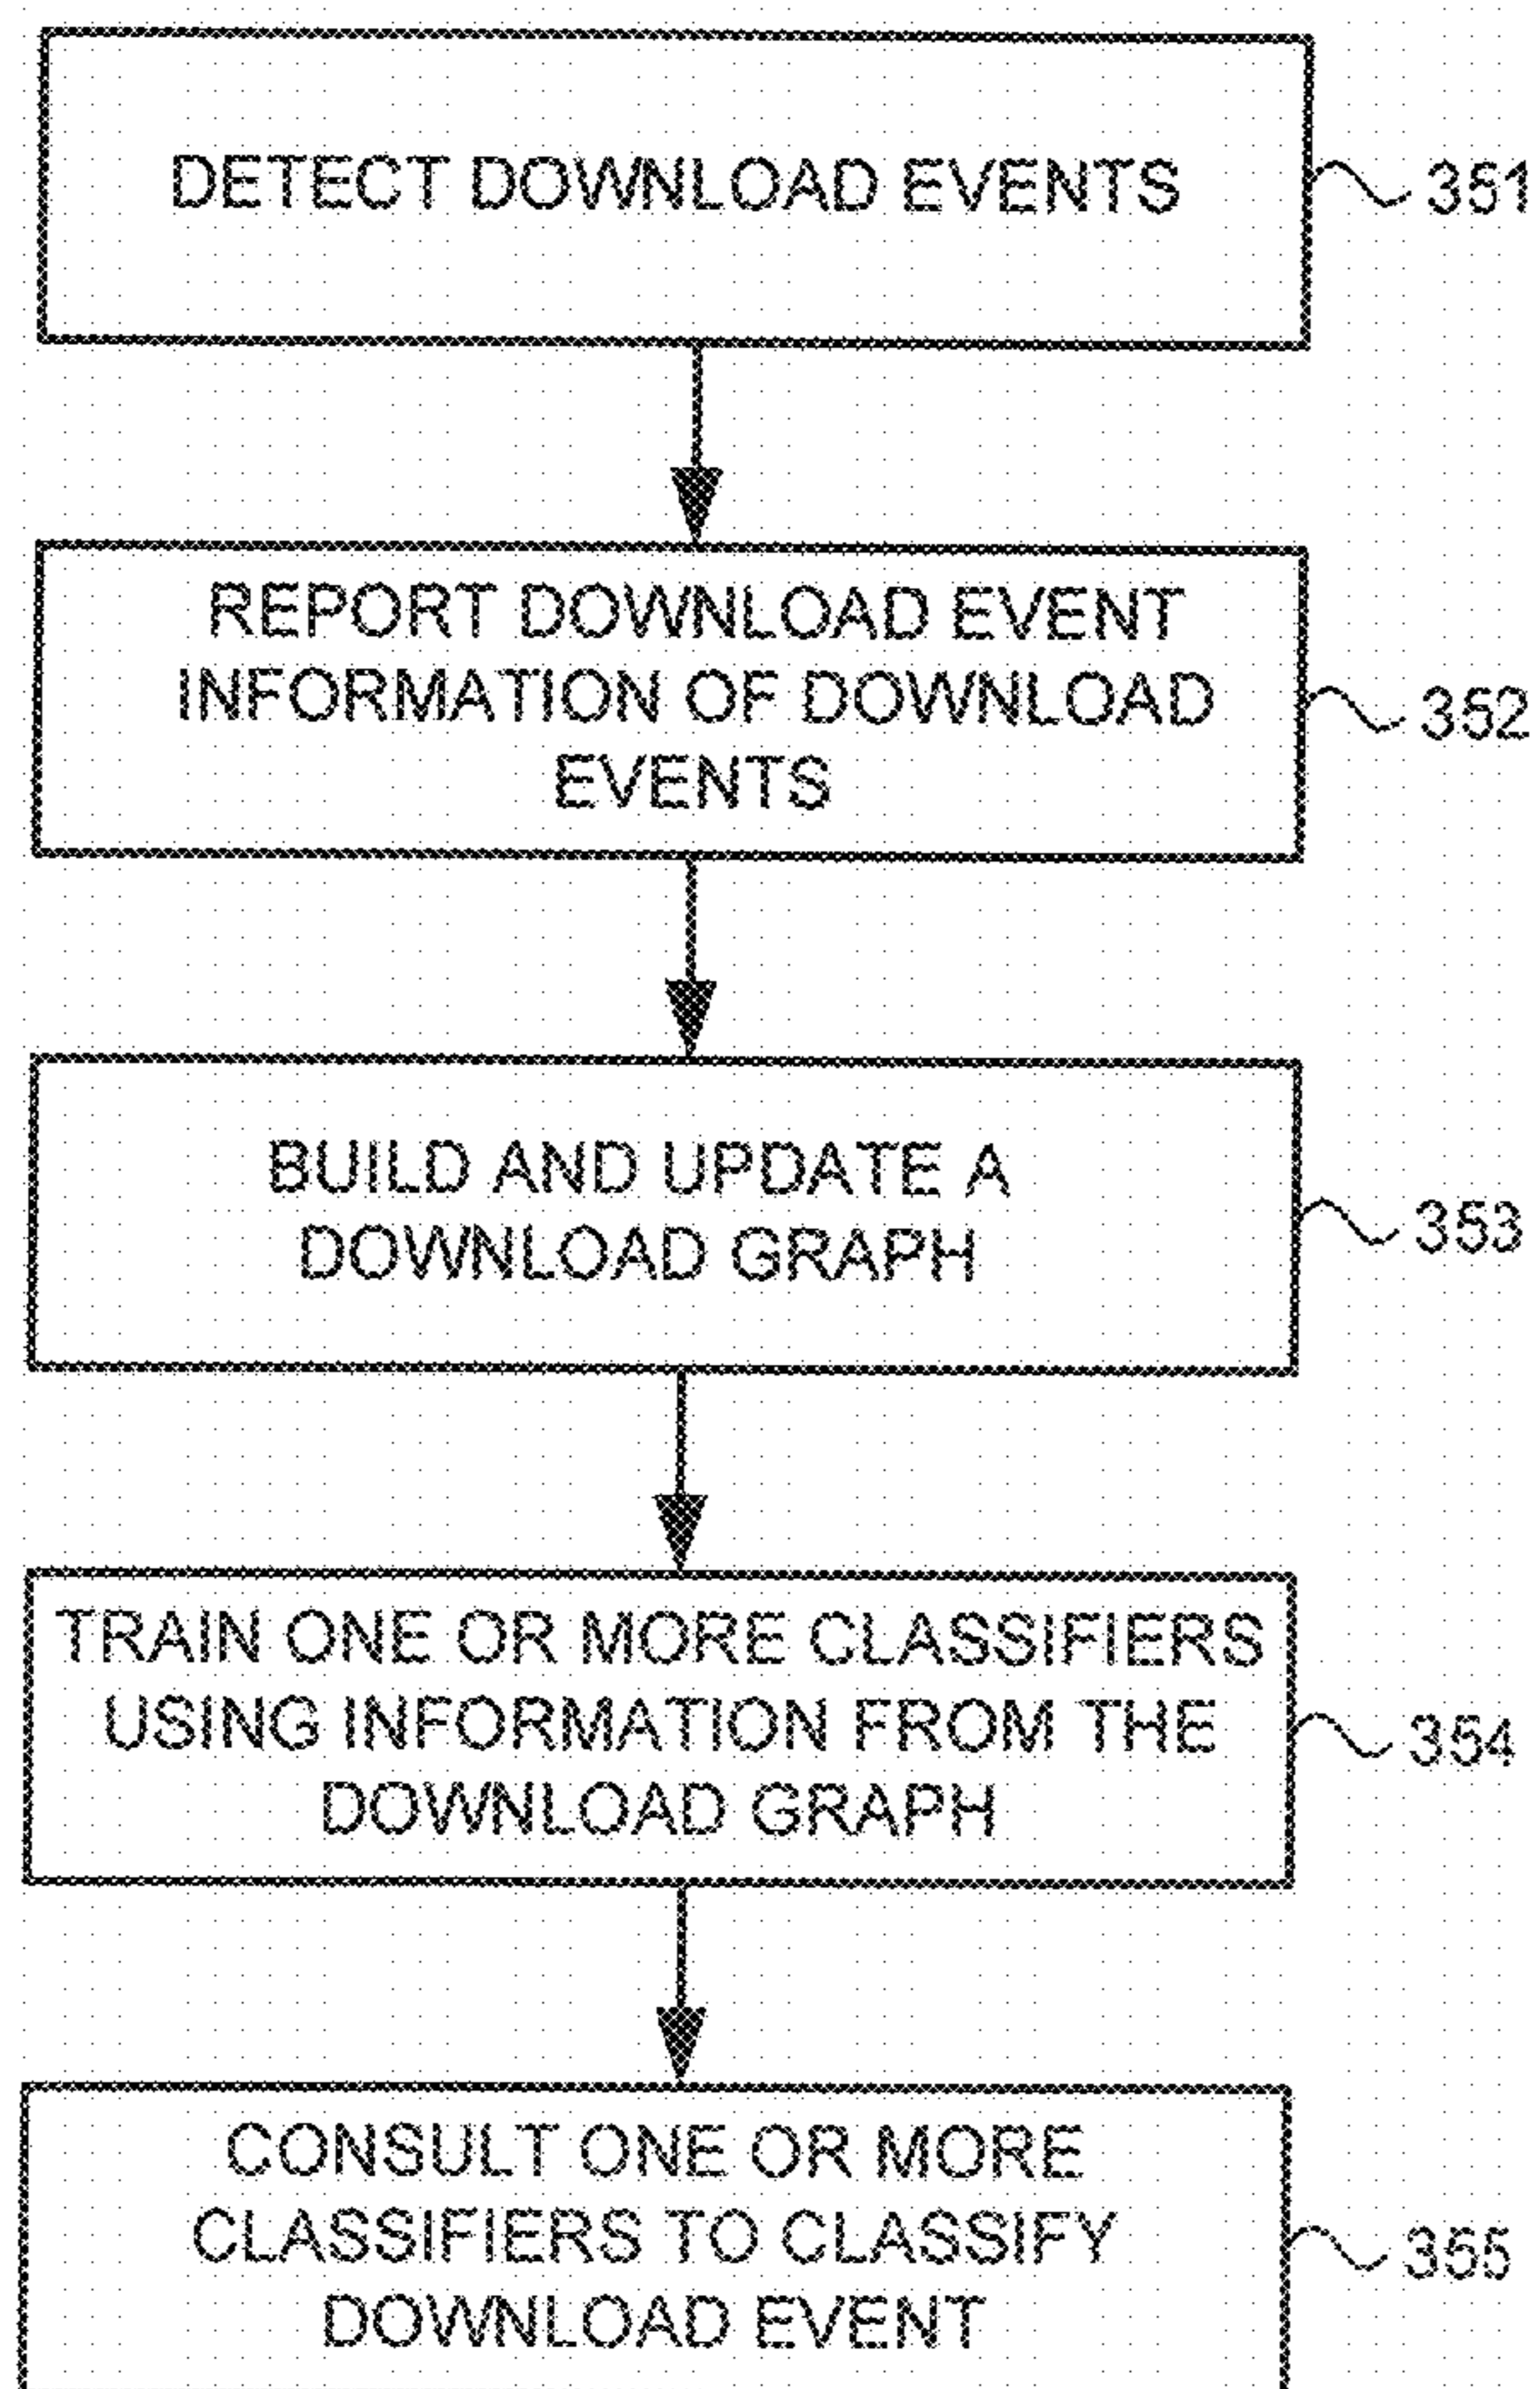 DETECT DOWNLOAD EVENTS
351
REPORT DOWNLOAD EVENT
INFORMATION OF DOWNLOAD
EVENTS
352
BUILD AND UPDATE A
DOWNLOAD GRAPH
353
TRAIN ONE OR MORE CLASSIFIERS
USING INFORMATION FROM THE
DOWNLOAD GRAPH
354
CONSULT ONE OR MORE
CLASSIFIERS TO CLASSIFY
DOWNLOAD EVENT
355